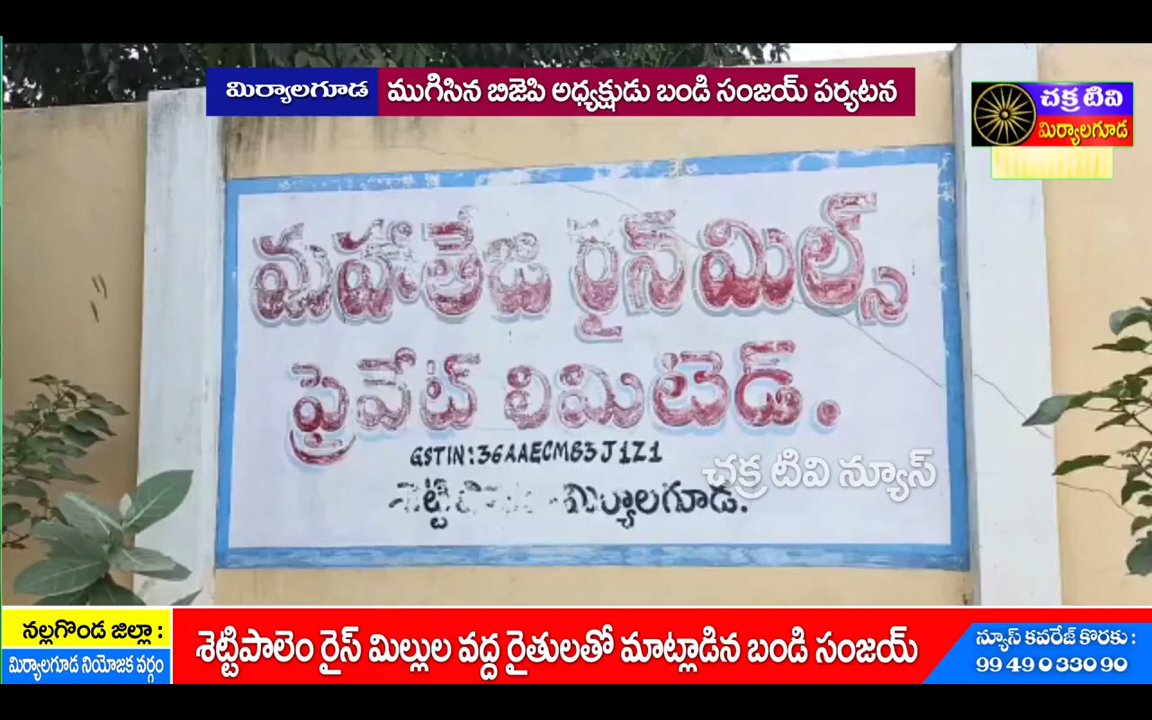 మిర్యాలగూడ ముగిసిన బిజెపి అధ్యక్షుడు బండి సంజయ్ పర్యటన
చక్ర టివి
మిర్యాలగూడ
మహాతేజ రైస్ మిల్స్
ప్రైవేట్ లిమిటెడ్.
GSTIN:36AAECM83J1Z1
మిర్యాలగూడ.
చక్ర టివి న్యూస్
నల్లగొండ జిల్లా :
మిర్యాలగూడ నియోజక వర్గం
శెట్టిపాలెం రైస్ మిల్లుల వద్ద రైతులతో మాట్లాడిన బండి సంజయ్
న్యూస్ కవరేజ్ కొరకు :
99 49 0 330 90